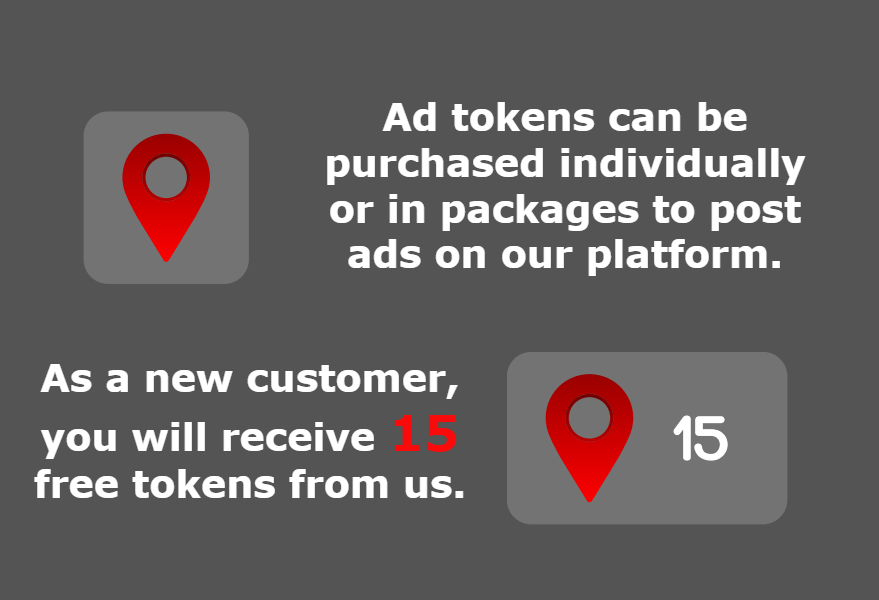 Ad tokens can be
purchased individually
or in packages to post
ads on our platform.
As a new customer,
you will receive 15
free tokens from us.
15